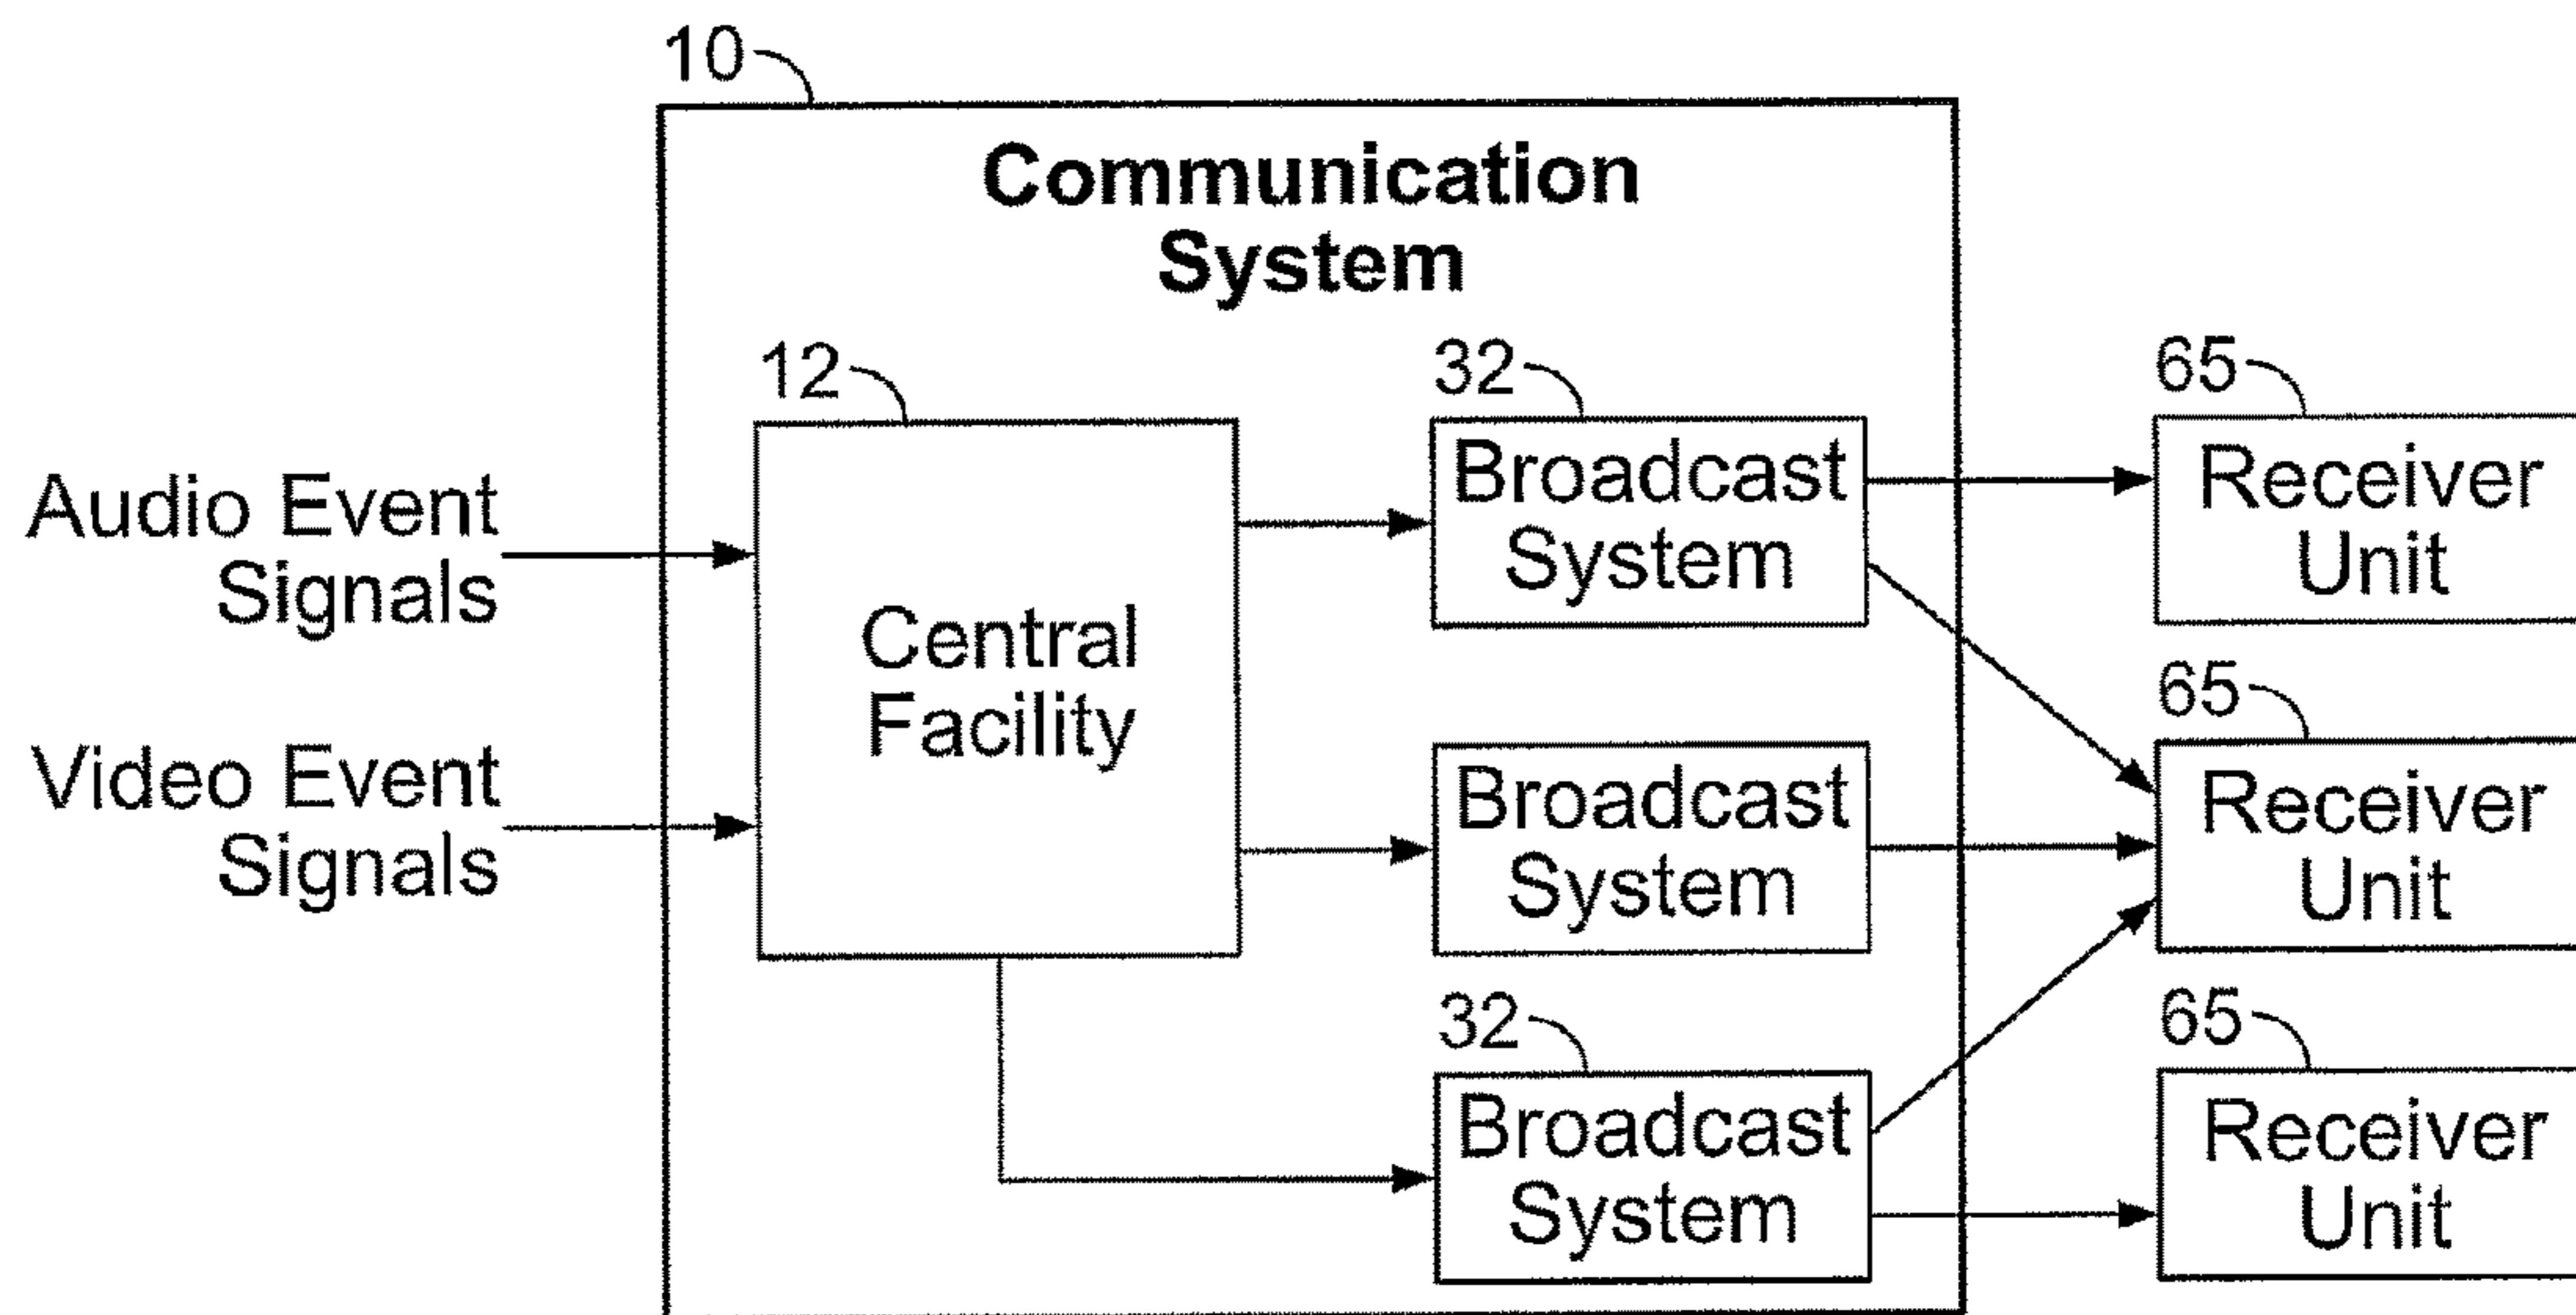 10
Communication
System
12
32
65
Audio Event
Signals
Central
Facility
Broadcast
System
Receiver
Unit
65
Video Event
Signals
Broadcast
System
Receiver
Unit
32
65
Broadcast
System
Receiver
Unit